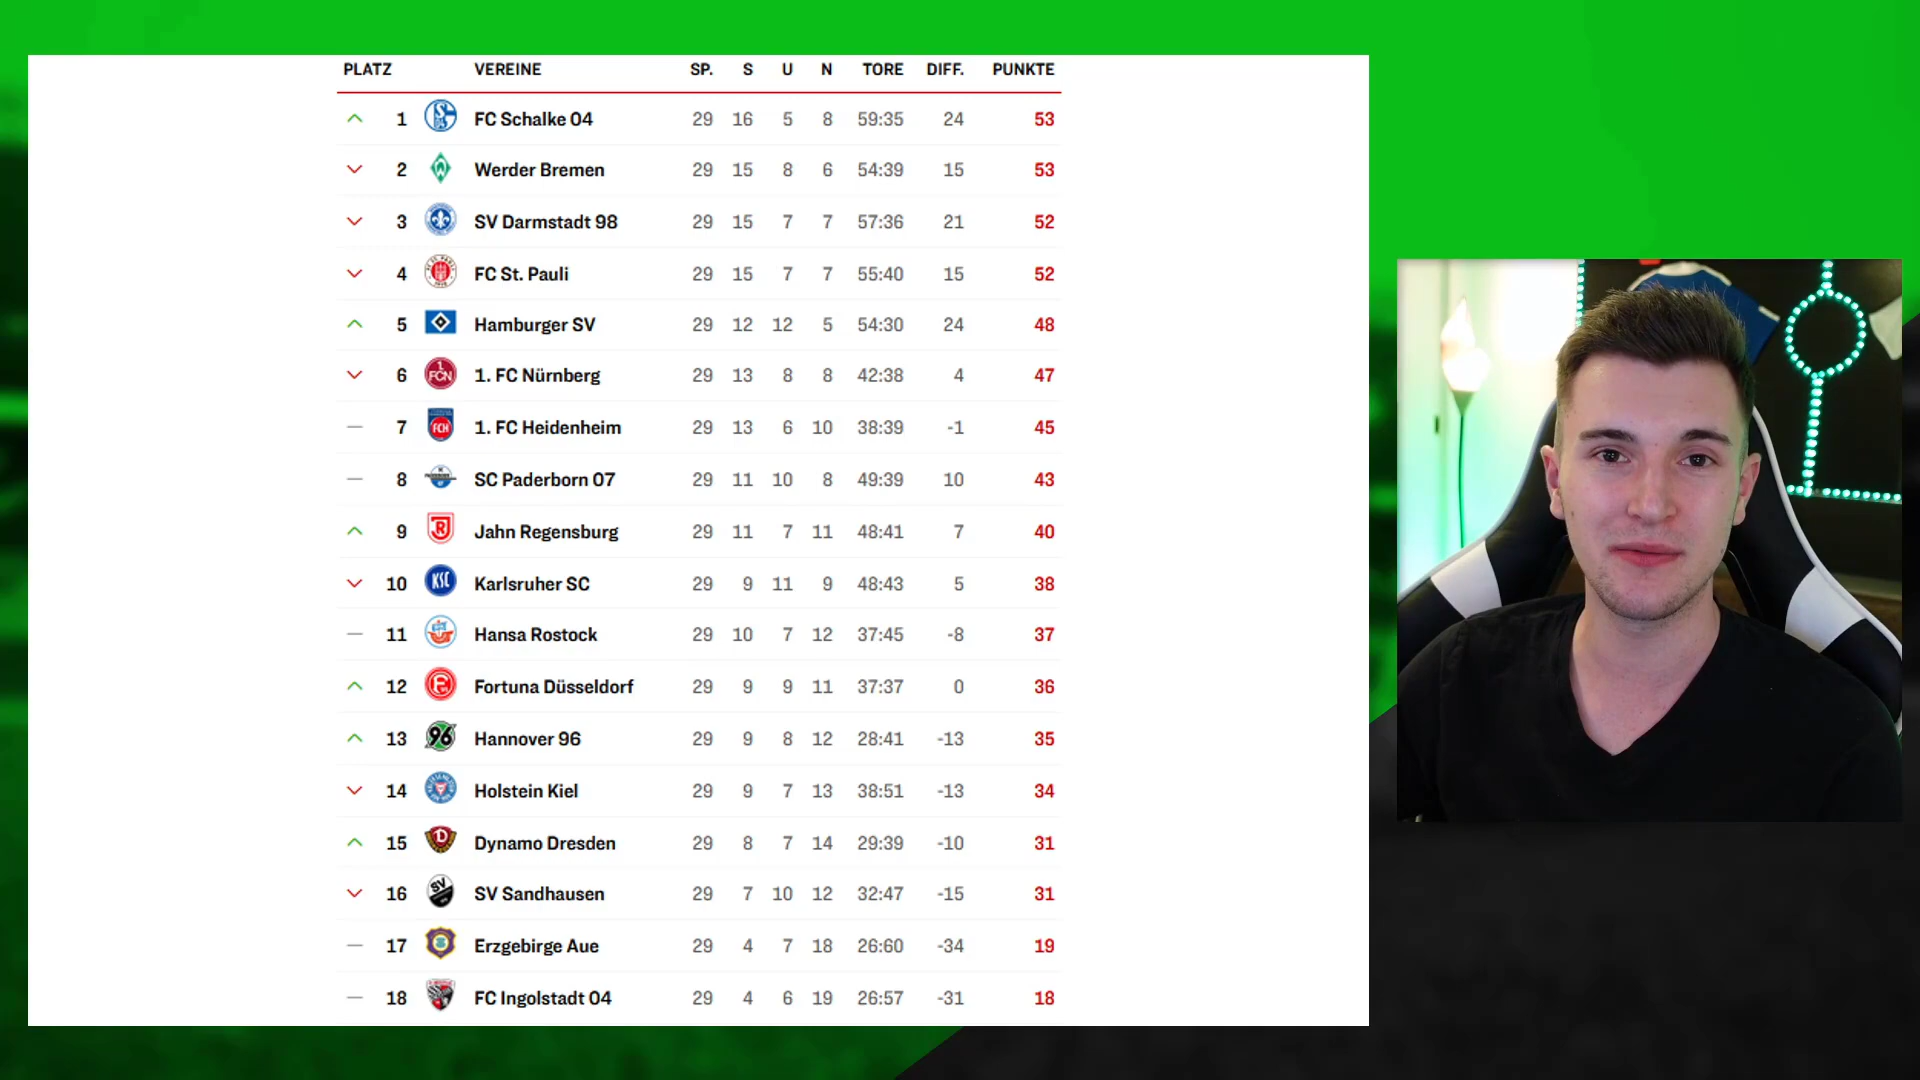 PLATZ VEREINE SP. S U N TORE DIFF. PUNKTE
1 FC Schalke 04 29 16 5 8 59:35 24 53
2 Werder Bremen 29 15 8 6 54:39 15 53
3 SV Darmstadt 98 29 15 7 7 57:36 21 52
4 FC St. Pauli 29 15 7 7 55:40 15 52
5 Hamburger SV 29 12 12 5 54:30 24 48
6 1. FC Nürnberg 29 13 8 8 42:38 4 47
7 FCH 1. FC Heidenheim 29 13 6 10 38:39 -1 45
8 SC Paderborn 07 29 11 10 8 49:39 10 43
9 Jahn Regensburg 29 11 7 11 48:41 7 40
10 KSC Karlsruher SC 29 9 11 9 48:43 5 38
11 Hansa Rostock 29 10 7 12 37:45 -8 37
12 Fortuna Düsseldorf 29 9 9 11 37:37 0 36
13 96 Hannover 96 29 9 8 12 28:41 -13 35
14 Holstein Kiel 29 9 7 13 38:51 -13 34
15 D Dynamo Dresden 29 8 7 14 29:39 -10 31
16 SV SV Sandhausen 29 7 10 12 32:47 -15 31
17 Erzgebirge Aue 29 4 7 18 26:60 -34 19
18 FC Ingolstadt 04 29 4 6 19 26:57 -31 18